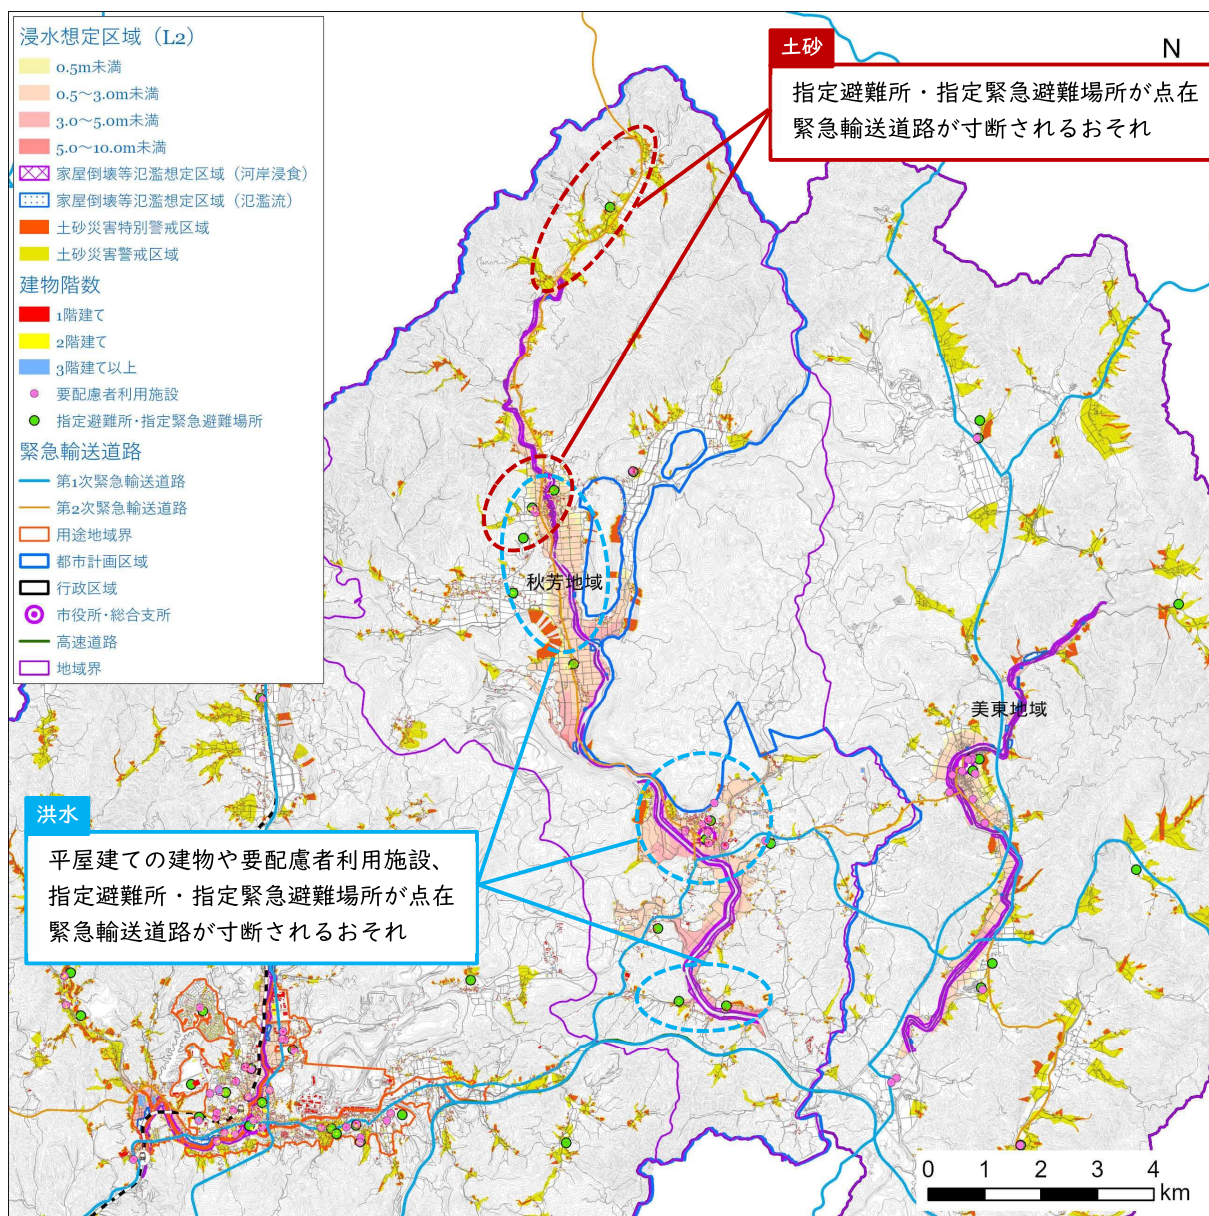 浸水想定区域（L2）
0.5m未満
0.5～3.0m未満
3.0～5.0m未満
5.0～10.0m未満
家屋倒壊等氾濫想定区域（河岸浸食）
家屋倒壊等氾濫想定区域（氾濫流）
土砂災害特別警戒区域
土砂災害警戒区域
建物階数
1階建て
2階建て
3階建て以上
要配慮者利用施設
指定避難所・指定緊急避難場所
緊急輸送道路
第1次緊急輸送道路
第2次緊急輸送道路
用途地域界
都市計画区域
行政区域
市役所・総合支所
高速道路
地域界
土砂
指定避難所・指定緊急避難場所が点在
緊急輸送道路が寸断されるおそれ
N
秋芳地域
美東地域
洪水
平屋建ての建物や要配慮者利用施設、
指定避難所・指定緊急避難場所が点在
緊急輸送道路が寸断されるおそれ
0 1 2 3 4
km